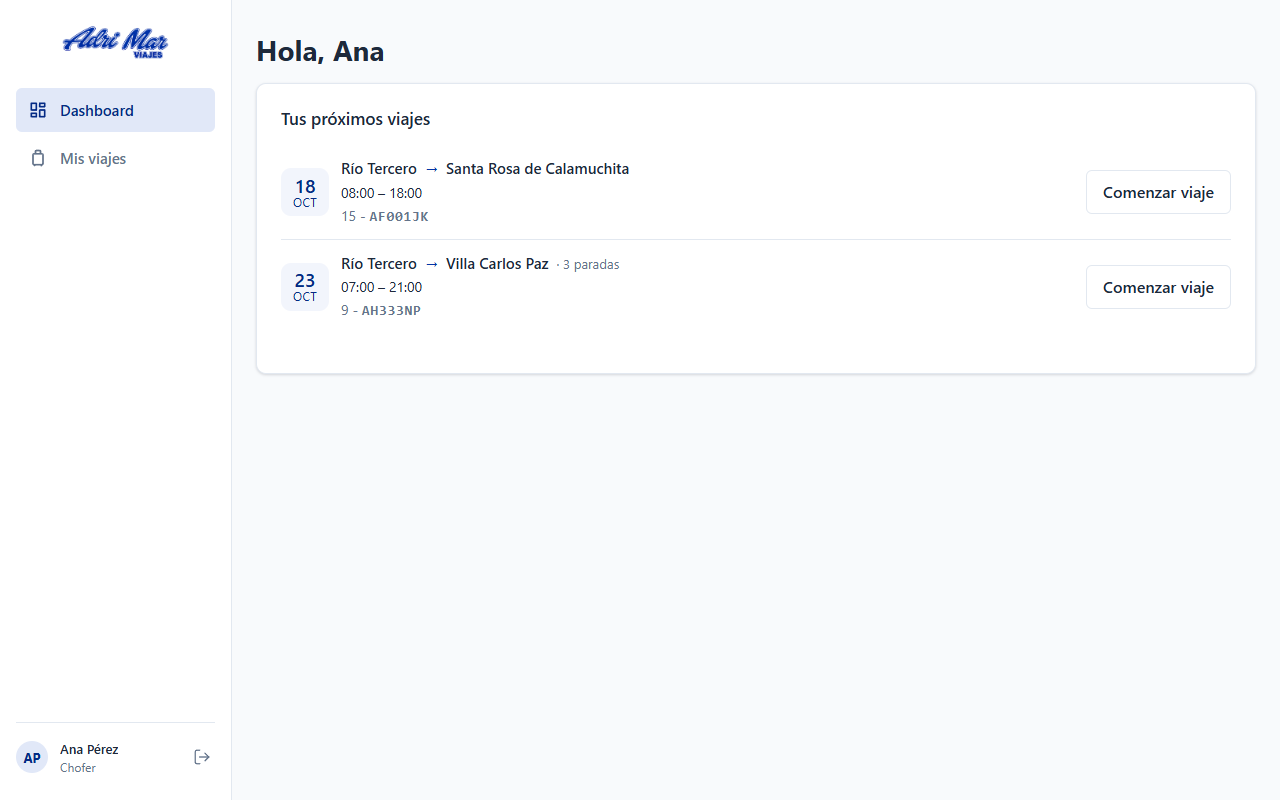 Adri Mar
VIAJES
Dashboard
Mis viajes
Hola, Ana
Tus próximos viajes
18
OCT
Río Tercero → Santa Rosa de Calamuchita
08:00 – 18:00
15 - AF001JK
Comenzar viaje
23
OCT
Río Tercero → Villa Carlos Paz · 3 paradas
07:00 – 21:00
9 - AH333NP
Comenzar viaje
AP
Ana Pérez
Chofer